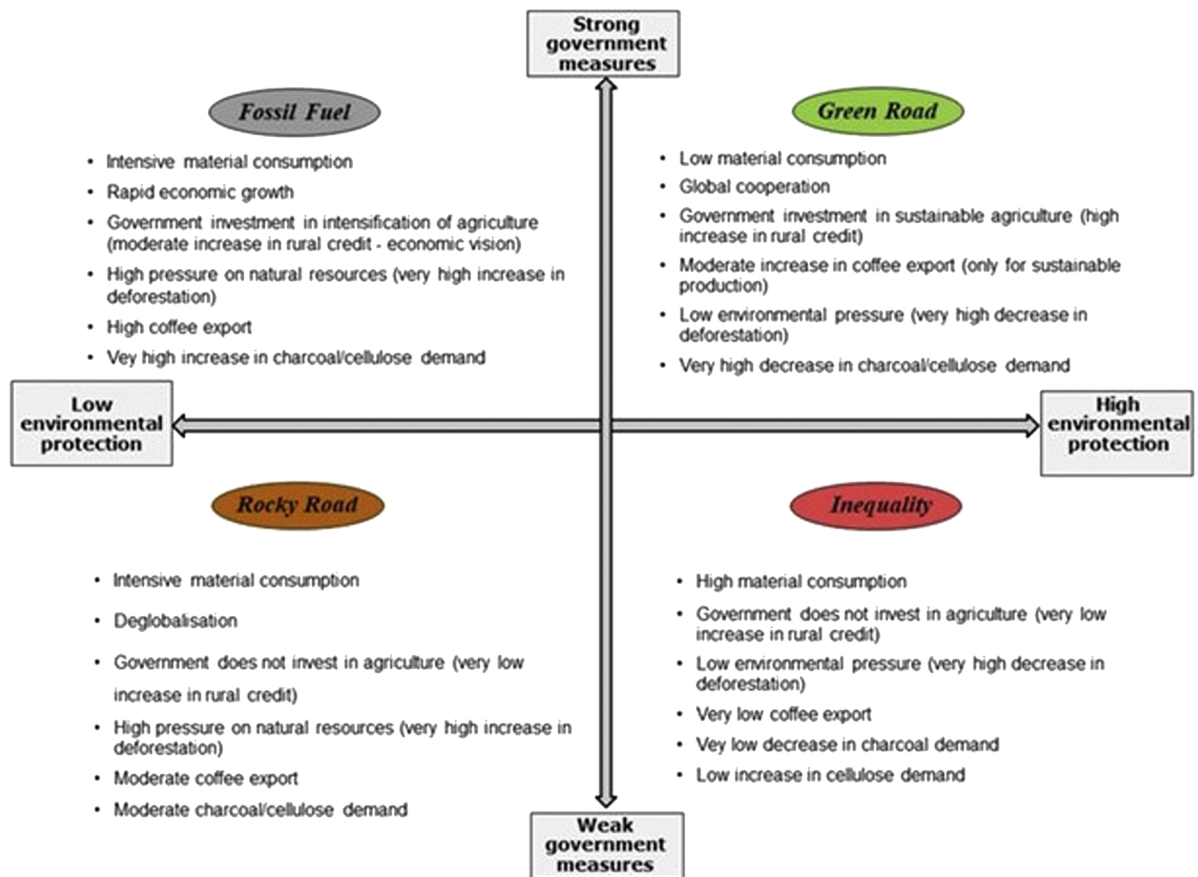 Strong
government
measures
Fossil Fuel
• Intensive material consumption
• Rapid economic growth
• Government investment in intensification of agriculture
(moderate increase in rural credit - economic vision)
• High pressure on natural resources (very high increase in
deforestation)
• High coffee export
• Vey high increase in charcoal/cellulose demand
Green Road
• Low material consumption
• Global cooperation
• Government investment in sustainable agriculture (high
increase in rural credit)
• Moderate increase in coffee export (only for sustainable
production)
• Low environmental pressure (very high decrease in
deforestation)
• Very high decrease in charcoal/cellulose demand
Low
environmental
protection
High
environmental
protection
Rocky Road
• Intensive material consumption
• Deglobalisation
• Government does not invest in agriculture (very low
increase in rural credit)
• High pressure on natural resources (very high increase in
deforestation)
• Moderate coffee export
• Moderate charcoal/cellulose demand
Inequality
• High material consumption
• Government does not invest in agriculture (very low
increase in rural credit)
• Low environmental pressure (very high decrease in
deforestation)
• Very low coffee export
• Vey low decrease in charcoal demand
• Low increase in cellulose demand
Weak
government
measures